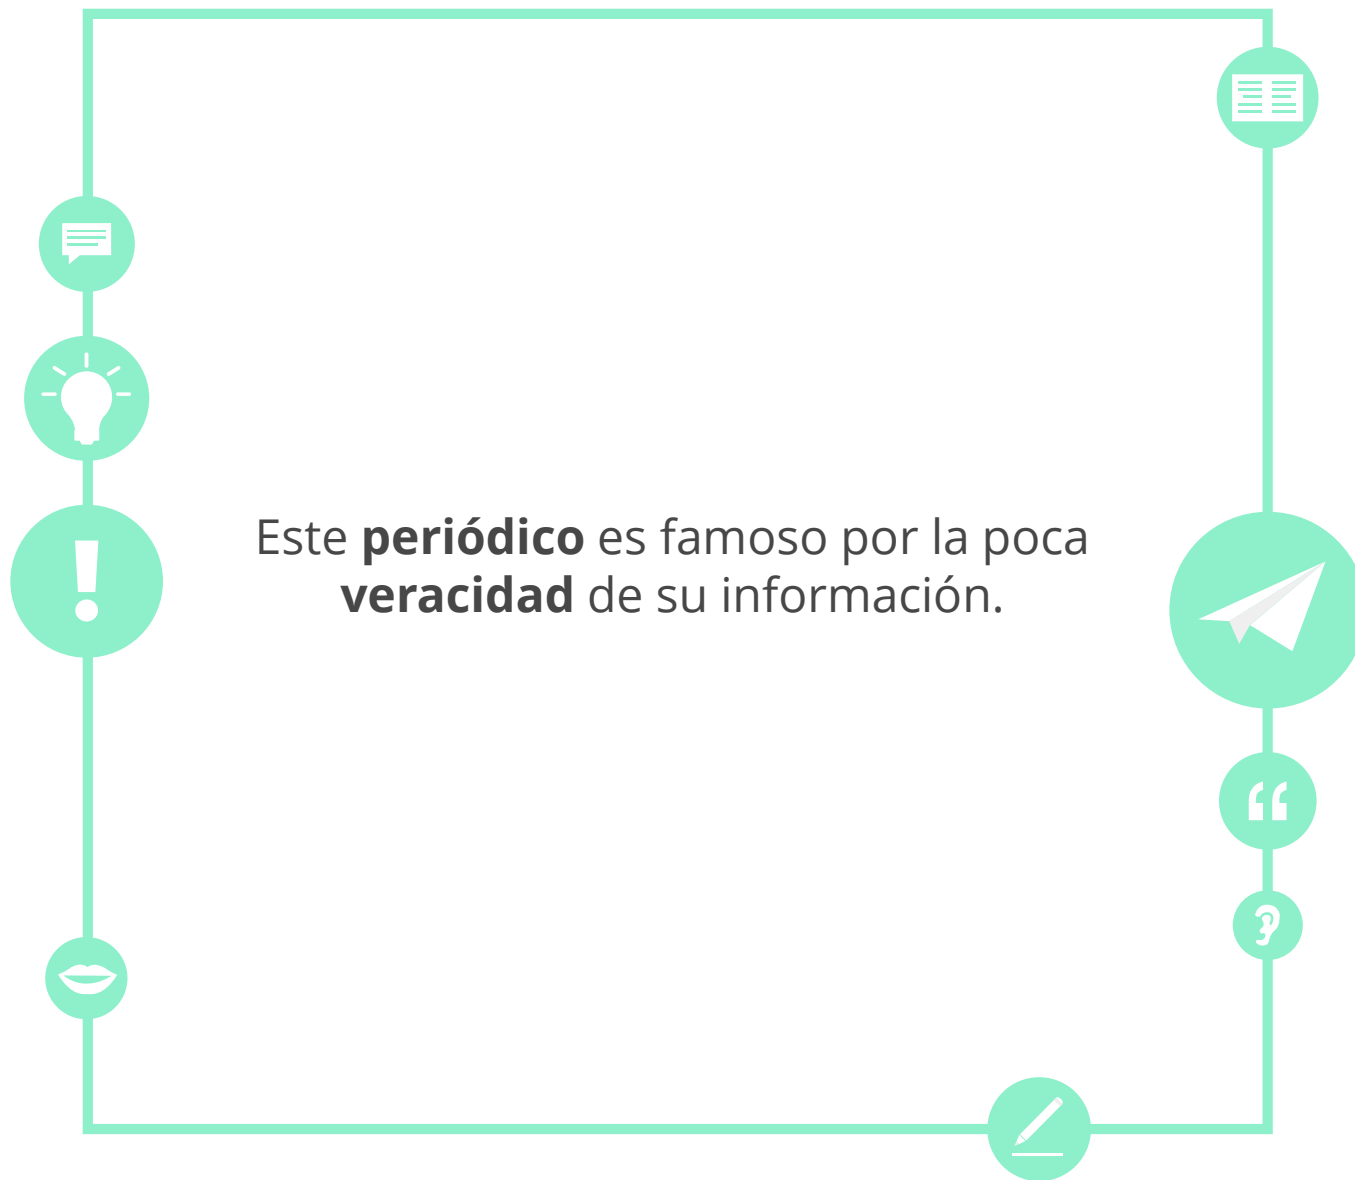 Este periódico es famoso por la poca
veracidad de su información.